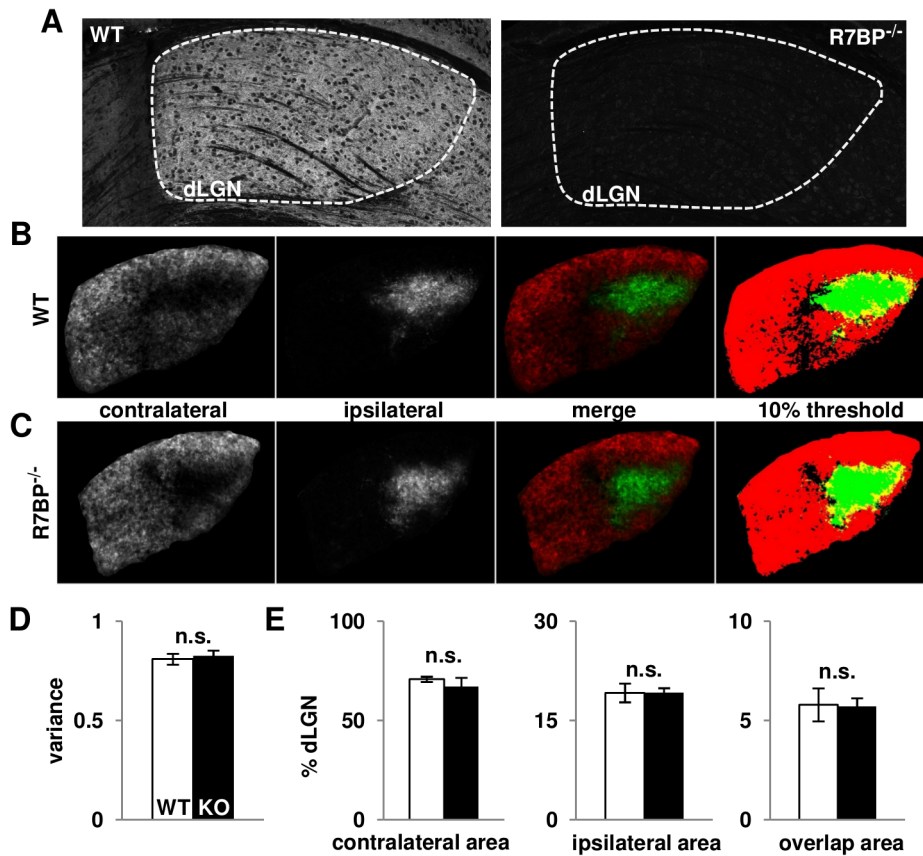 A
WT
dLGN
R7BP-/-
dLGN
B
WT
contralateral
ipsilateral
merge
10% threshold
C
R7BP-/-
D
variance
1
0.5
0
n.s.
WT
KO
E
% dLGN
100
50
0
n.s.
contralateral area
30
15
0
n.s.
ipsilateral area
10
5
0
n.s.
overlap area